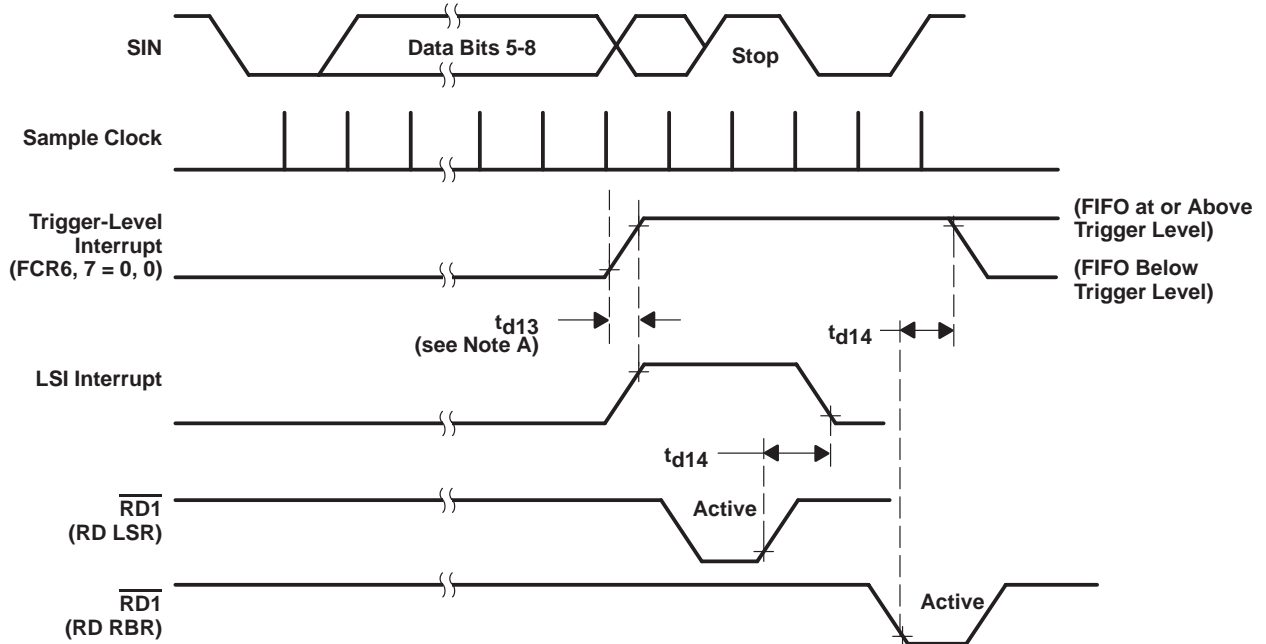 SIN
Data Bits 5-8
Stop
Sample Clock
Trigger-Level
Interrupt
(FCR6, 7 = 0, 0)
(FIFO at or Above
Trigger Level)
(FIFO Below
Trigger Level)
td13
(see Note A)
td14
LSI Interrupt
td14
RD1
(RD LSR)
Active
RD1
(RD RBR)
Active